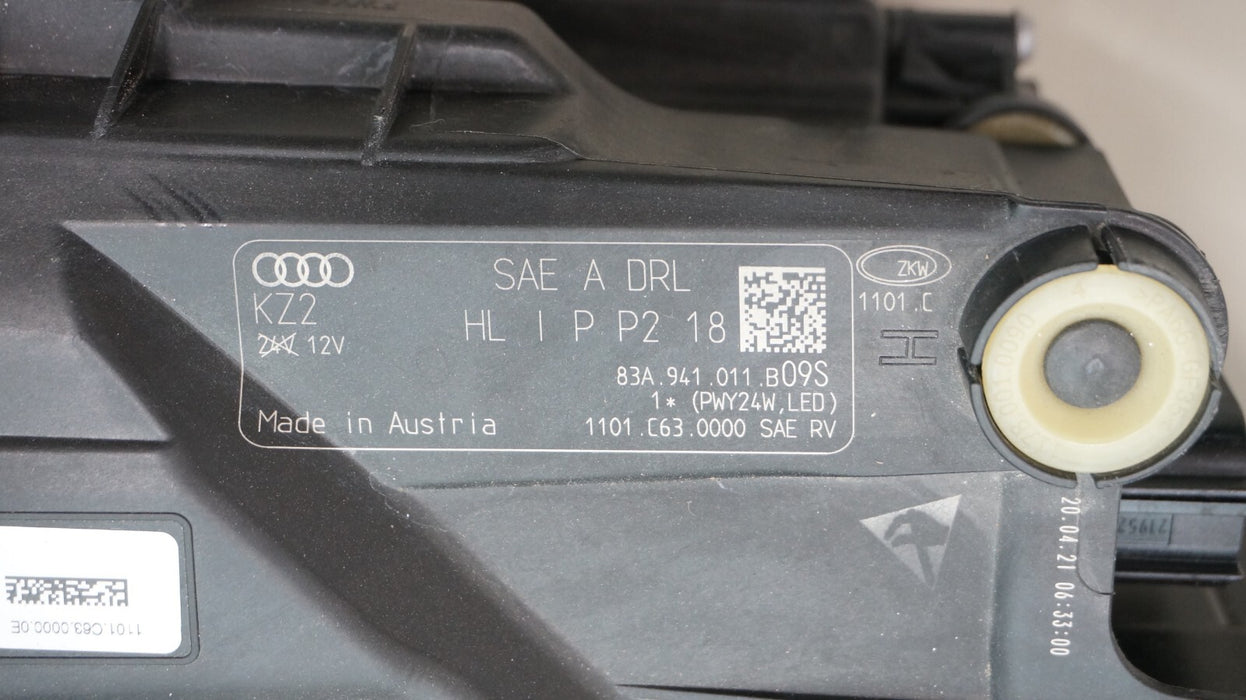 KZ2
24V 12V
SAE A DRL
HL I P P2 18
83A.941.011.B09S
1* (PWY24W,LED)
Made in Austria
1101.C63.0000 SAE RV
ZKW
1101.C
20.04.21 06:33:00
1101.C63.0000.0E